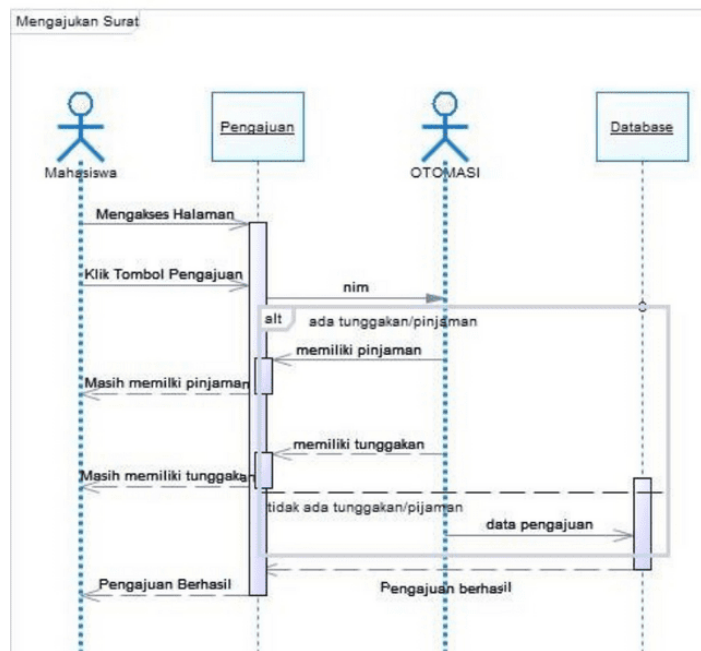 Mengajukan Surat
Mahasiswa
Pengajuan
OTOMASI
Database
Mengakses Halaman
Klik Tombol Pengajuan
nim
alt
ada tunggakan/pinjaman
memiliki pinjaman
Masih memilki pinjaman
memiliki tunggakan
Masih memiliki tunggakan
tidak ada tunggakan/pijaman
data pengajuan
Pengajuan berhasil
Pengajuan Berhasil